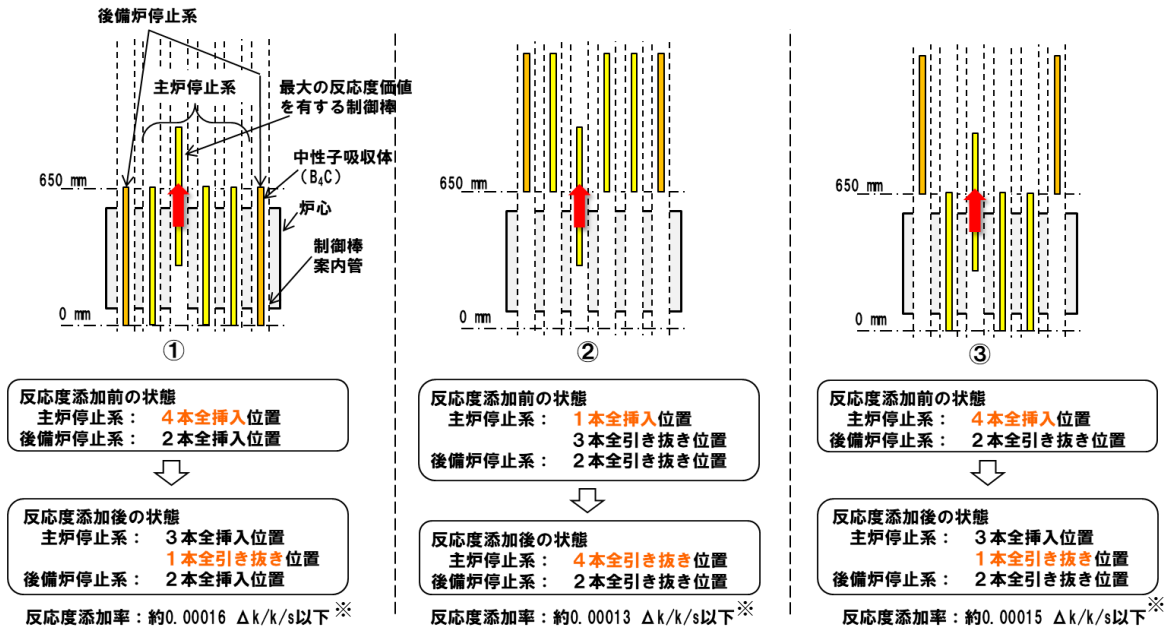 後備炉停止系
主炉停止系
最大の反応度価値
を有する制御棒
中性子吸収体
（B₄C）
炉心
制御棒
案内管
650 mm
0 mm
①
反応度添加前の状態
主炉停止系： 4本全挿入位置
後備炉停止系： 2本全挿入位置
反応度添加後の状態
主炉停止系： 3本全挿入位置
1本全引き抜き位置
後備炉停止系： 2本全挿入位置
反応度添加率：約0.00016 Δk/k/s以下※
650 mm
0 mm
②
反応度添加前の状態
主炉停止系： 1本全挿入位置
3本全引き抜き位置
後備炉停止系： 2本全引き抜き位置
反応度添加後の状態
主炉停止系： 4本全引き抜き位置
後備炉停止系： 2本全引き抜き位置
反応度添加率：約0.00013 Δk/k/s以下※
650 mm
0 mm
③
反応度添加前の状態
主炉停止系： 4本全挿入位置
後備炉停止系： 2本全引き抜き位置
反応度添加後の状態
主炉停止系： 3本全挿入位置
1本全引き抜き位置
後備炉停止系： 2本全引き抜き位置
反応度添加率：約0.00015 Δk/k/s以下※